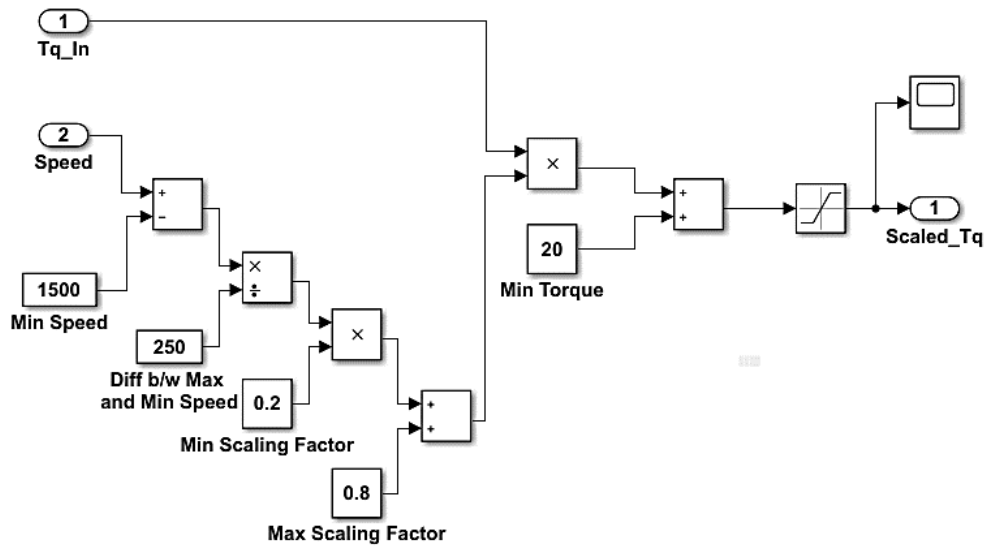 1
Tq_In
2
Speed
+
−
1500
Min Speed
×
÷
250
Diff b/w Max
and Min Speed
×
0.2
Min Scaling Factor
+
+
0.8
Max Scaling Factor
×
20
Min Torque
+
+
1
Scaled_Tq